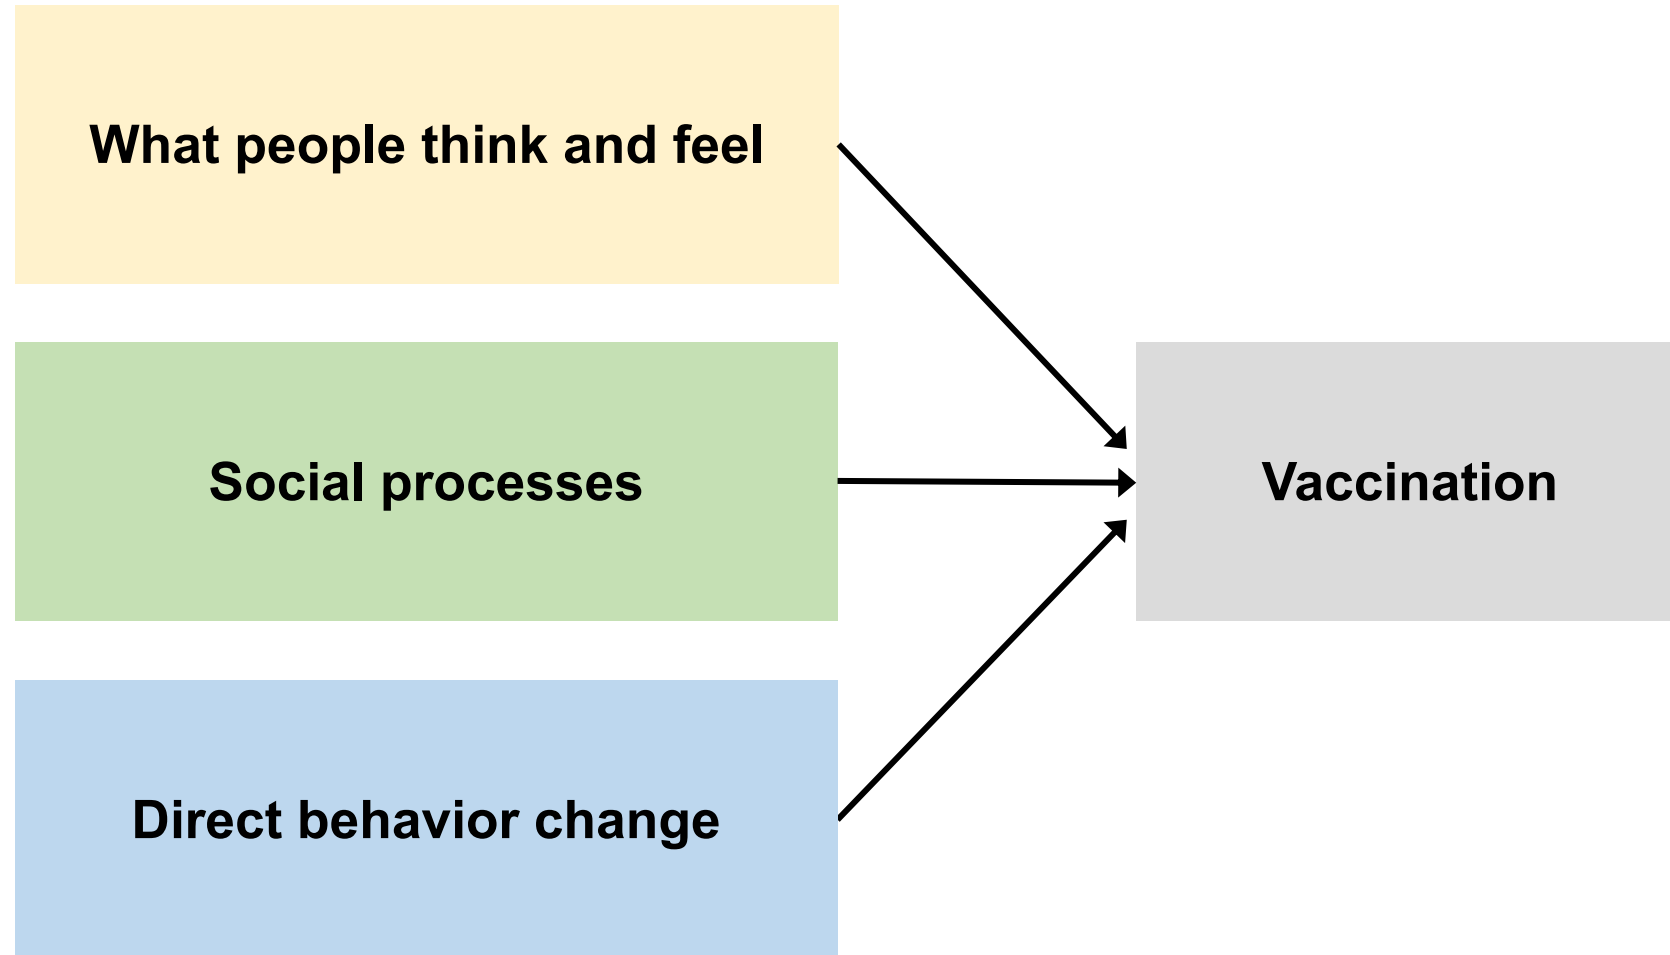 What people think and feel
Social processes
Vaccination
Direct behavior change